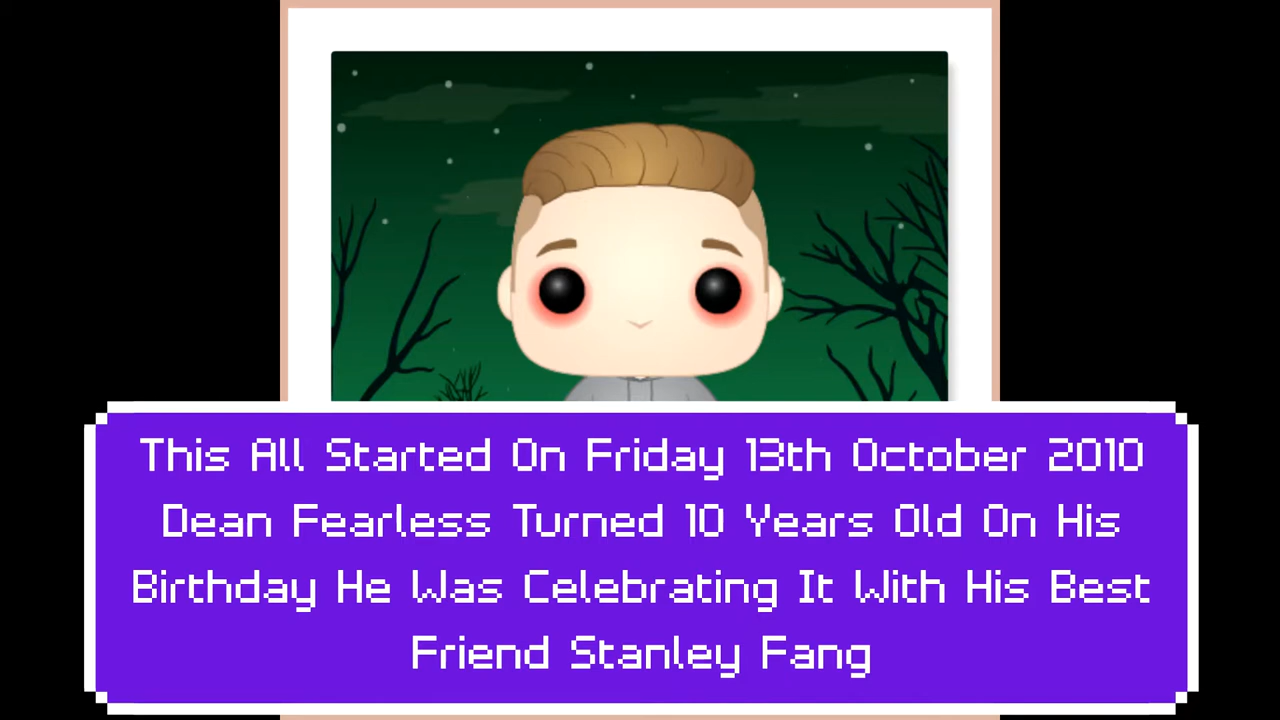 This All Started On Friday 13th October 2010
Dean Fearless Turned 10 Years Old On His
Birthday He Was Celebrating It With His Best
Friend Stanley Fang